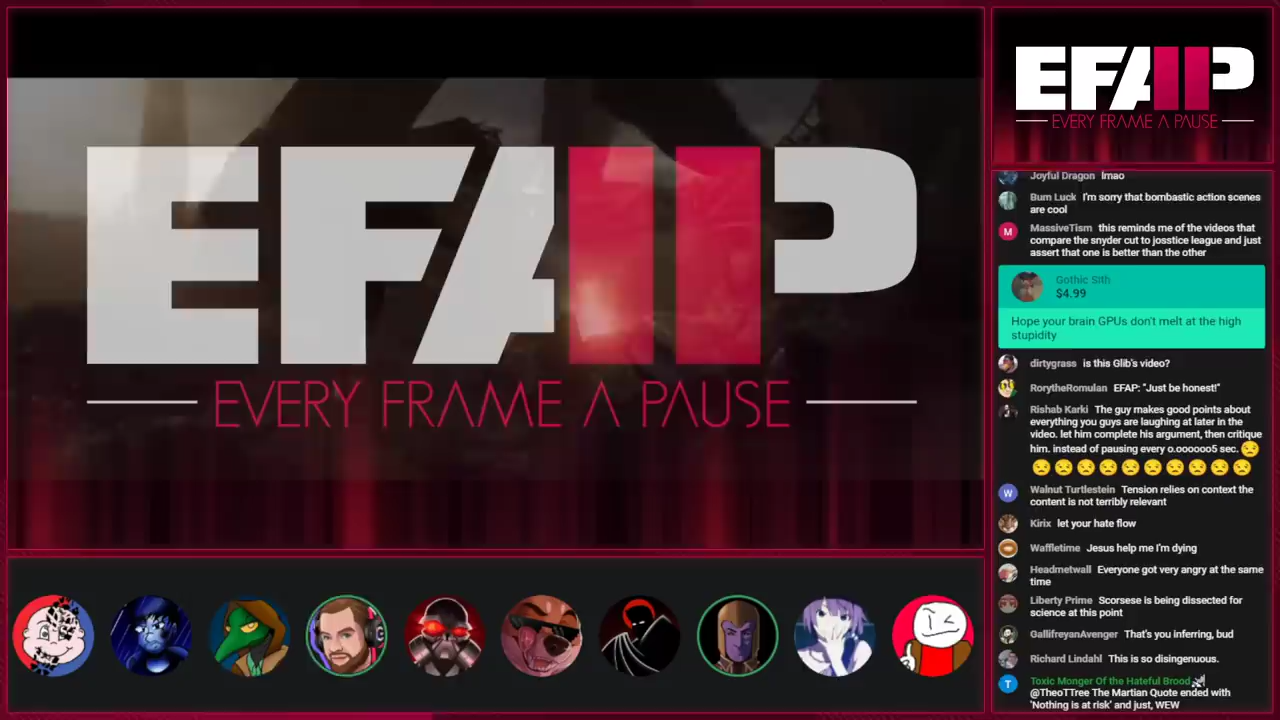 EFAP
EVERY FRAME A PAUSE
EFAP
EVERY FRAME A PAUSE
Joyful Dragon lmao
Bum Luck I'm sorry that bombastic action scenes
are cool
M
MassiveTism this reminds me of the videos that
compare the snyder cut to josstice league and just
assert that one is better than the other
Gothic Sith
$4.99
Hope your brain GPUs don't melt at the high
stupidity
dirtygrass is this Glib's video?
RorytheRomulan EFAP: "Just be honest!"
Rishab Karki The guy makes good points about
everything you guys are laughing at later in the
video. let him complete his argument, then critique
him. instead of pausing every o.oooooo5 sec. 😒
😒😒😒😒😒😒😒😒😒😒
W
Walnut Turtlestein Tension relies on context the
content is not terribly relevant
Kirix let your hate flow
Waffletime Jesus help me I'm dying
Headmetwall Everyone got very angry at the same
time
Liberty Prime Scorsese is being dissected for
science at this point
GallifreyanAvenger That's you inferring, bud
Richard Lindahl This is so disingenuous.
T
Toxic Monger Of the Hateful Brood
@TheoTTree The Martian Quote ended with
'Nothing is at risk' and just, WEW